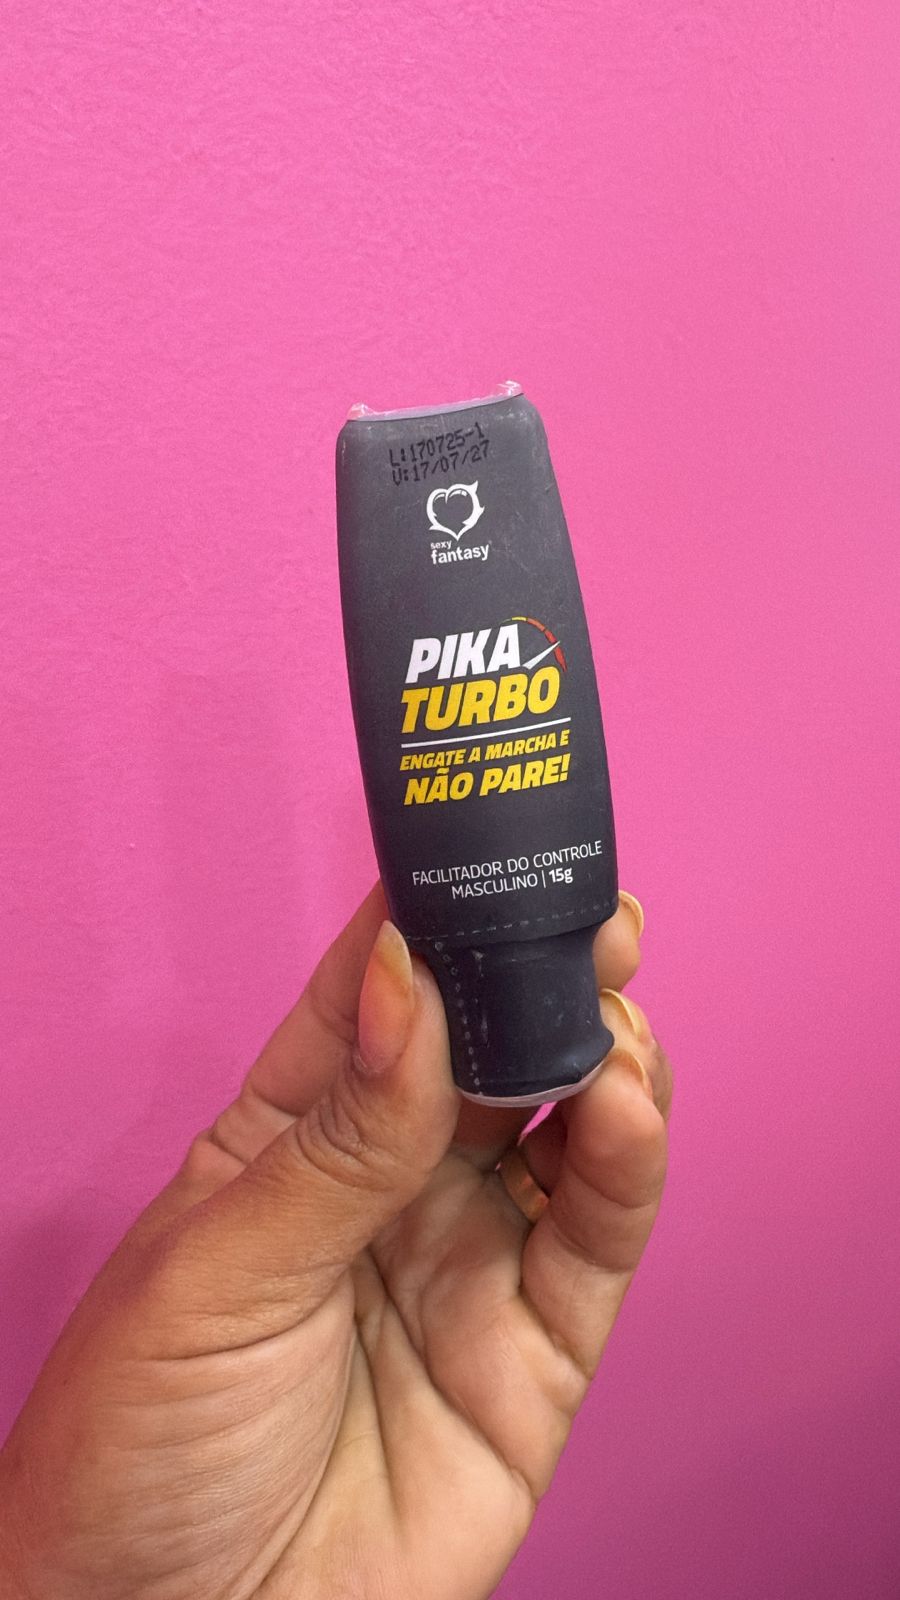 L:170725-1
V:17/07/27
sexy
fantasy
PIKA
TURBO
ENGATE A MARCHA E
NÃO PARE!
FACILITADOR DO CONTROLE
MASCULINO | 15g